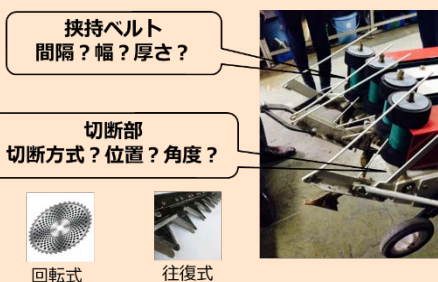 挟持ベルト
間隔？幅？厚さ？
切断部
切断方式？位置？角度？
回転式
往復式